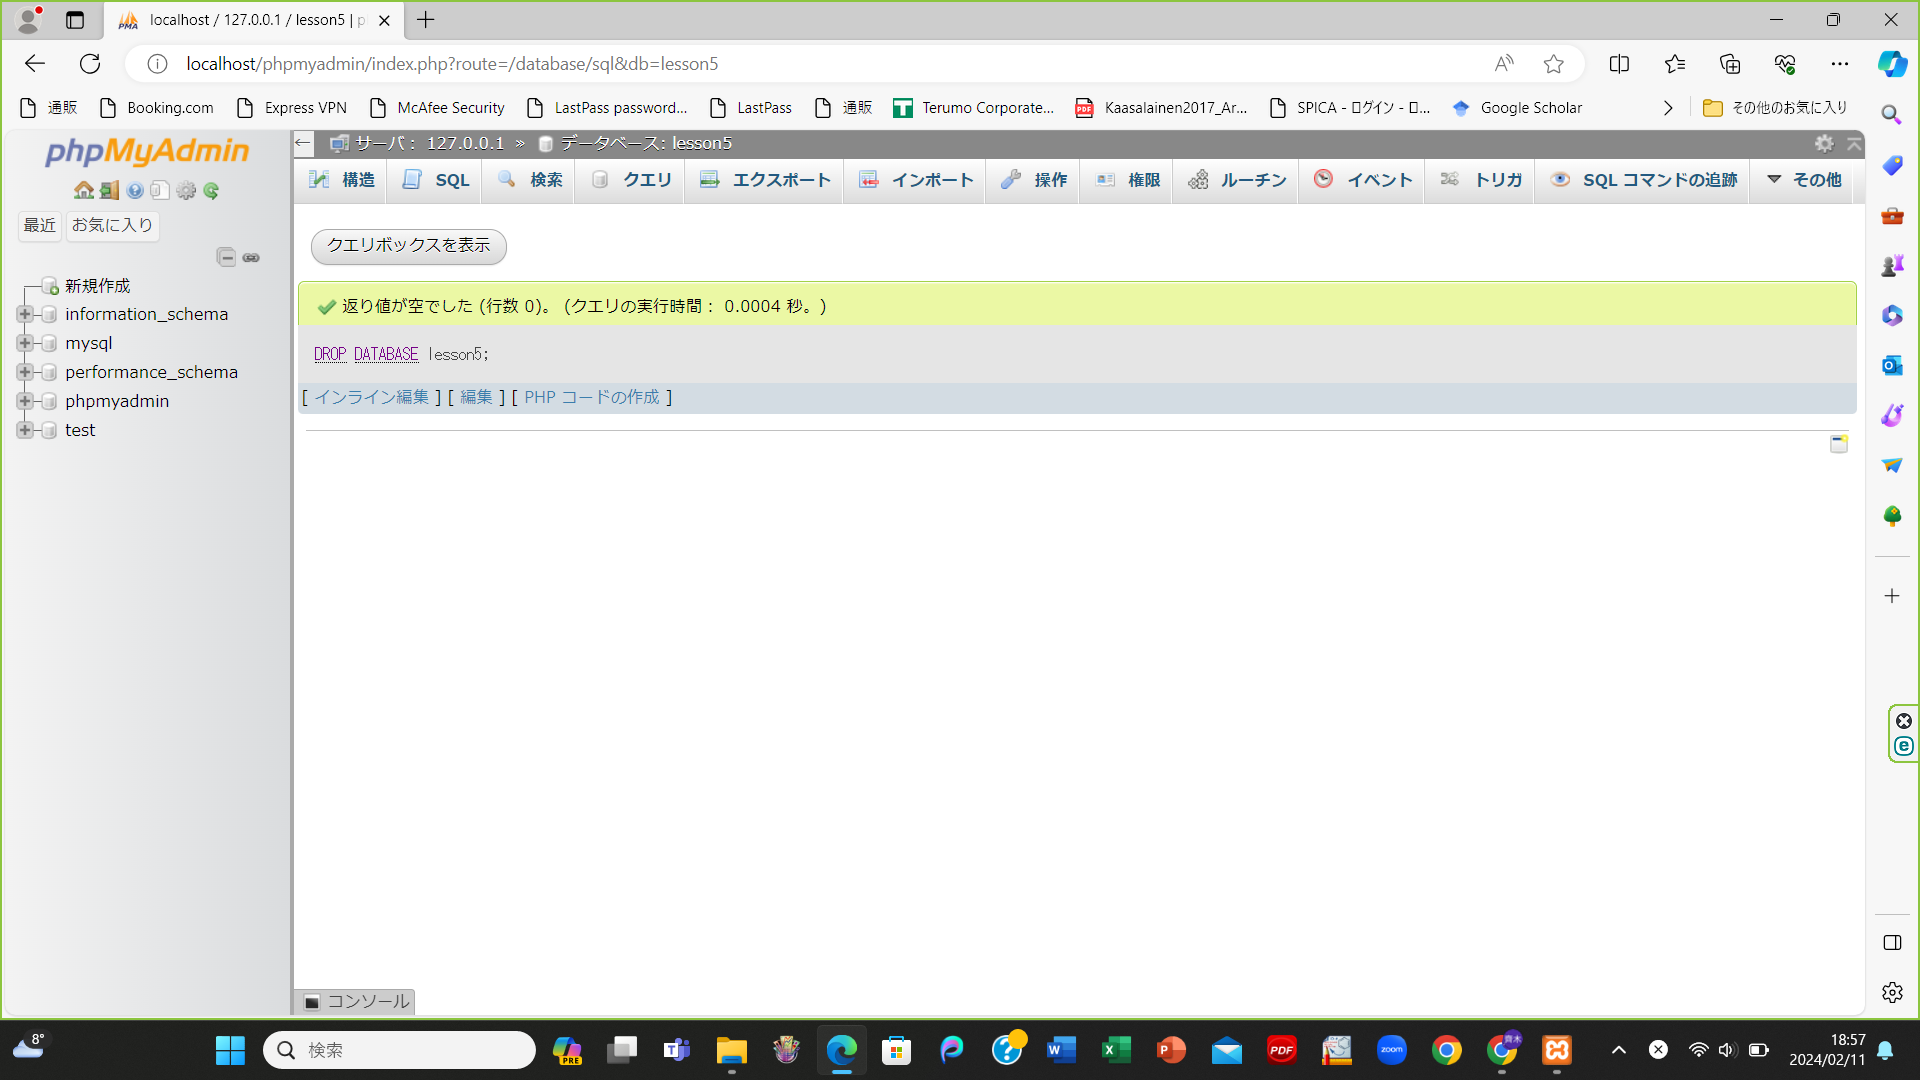 localhost / 127.0.0.1 / lesson5 | p
localhost/phpmyadmin/index.php?route=/database/sql&db=lesson5
通販
Booking.com
Express VPN
McAfee Security
LastPass password...
LastPass
通販
Terumo Corporate...
Kaasalainen2017_Ar...
SPICA - ログイン - ロ...
Google Scholar
その他のお気に入り
phpMyAdmin
最近
お気に入り
新規作成
information_schema
mysql
performance_schema
phpmyadmin
test
サーバ： 127.0.0.1 » データベース: lesson5
構造
SQL
検索
クエリ
エクスポート
インポート
操作
権限
ルーチン
イベント
トリガ
SQL コマンドの追跡
その他
クエリボックスを表示
返り値が空でした (行数 0)。 (クエリの実行時間： 0.0004 秒。)
DROP DATABASE lesson5;
[ インライン編集 ] [ 編集 ] [ PHP コードの作成 ]
コンソール
8°
検索
18:57
2024/02/11